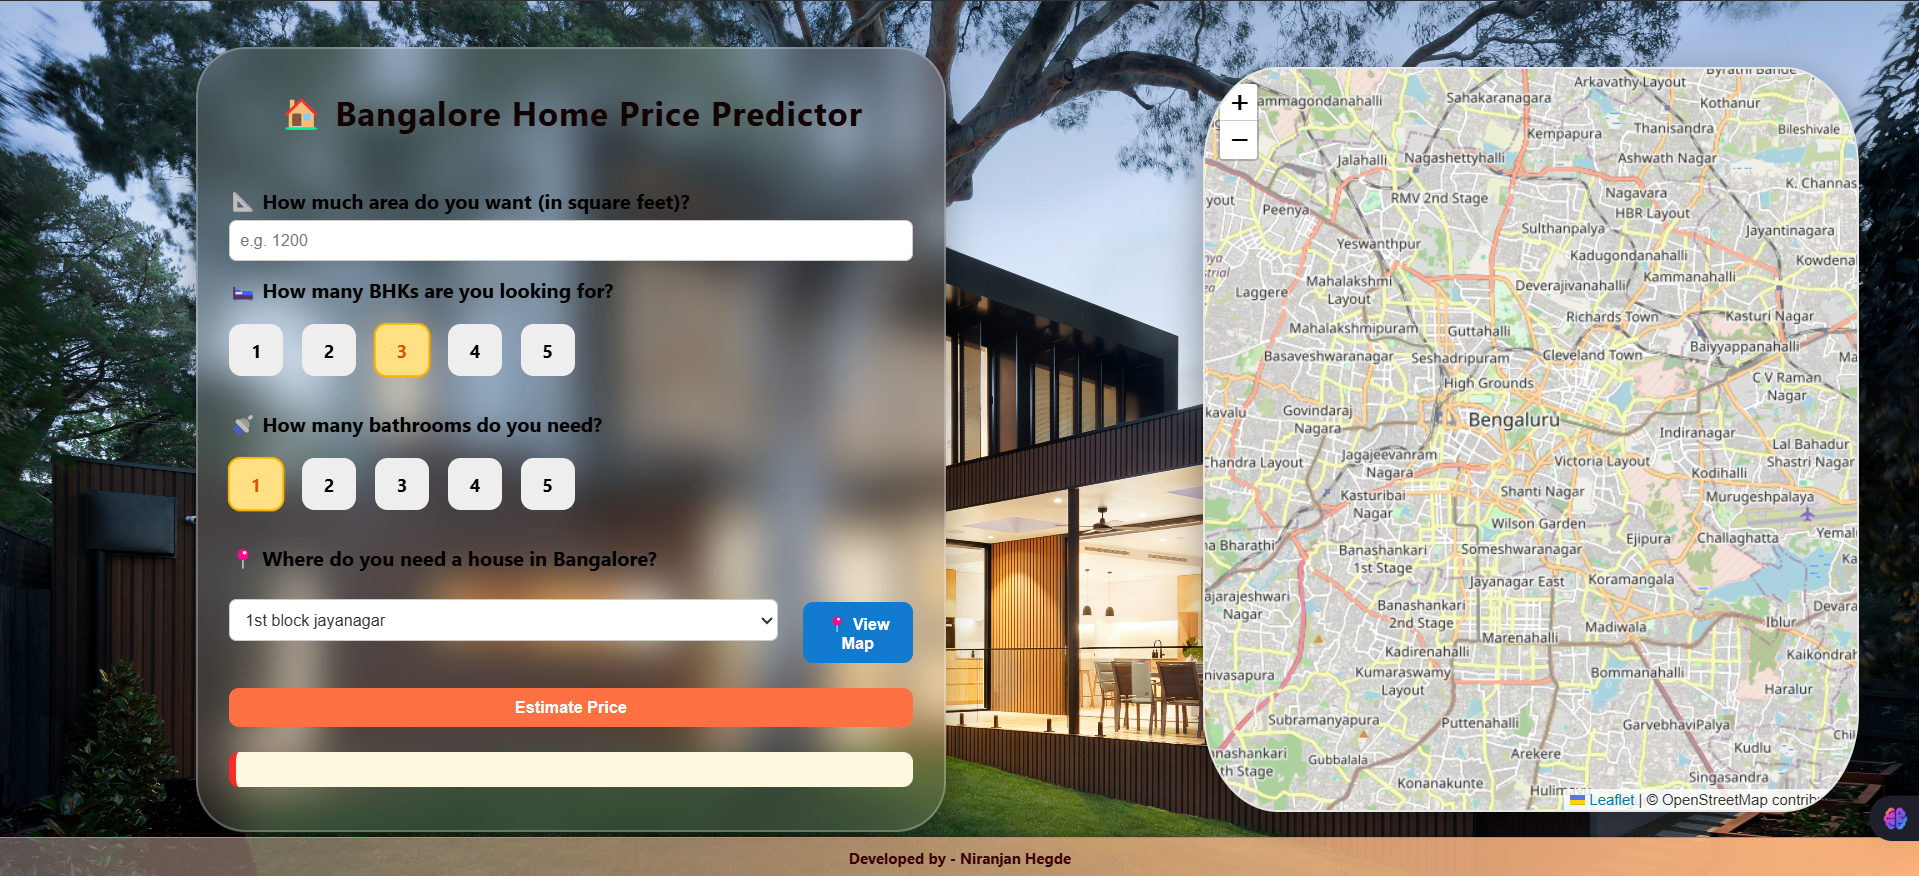 Bangalore Home Price Predictor
How much area do you want (in square feet)?
e.g. 1200
How many BHKs are you looking for?
1 2 3 4 5
How many bathrooms do you need?
1 2 3 4 5
Where do you need a house in Bangalore?
1st block jayanagar
View
Map
Estimate Price
+
−
Arkavathy Layout
ammagondanahalli
Sahakaranagara
Kothanur
Kempapura
Thanisandra
Bileshivale
Jalahalli
Nagashettyhalli
Ashwath Nagar
K. Channas
RMV 2nd Stage
Nagavara
yout
Peenya
HBR Layout
Sulthanpalya
Jayantinagara
Yeswanthpur
Kadugondanahalli
Kowdena
Mahalakshmi
Layout
Kammanahalli
Laggere
Deverajivanahalli
Richards Town
Kasturi Nagar
Mahalakshmipuram
Guttahalli
Baiyyappanahalli
Basaveshwaranagar
Seshadripuram
Cleveland Town
Ma
High Grounds
C V Raman
Nagar
kavalu
Govindaraj
Nagara
Bengaluru
Indiranagar
Lal Bahadur
Shastri Nagar
Chandra Layout
Jagajeevanram
Nagara
Victoria Layout
Kodihalli
Kasturibai
Nagar
Shanti Nagar
Murugeshpalaya
Wilson Garden
Ejipura
Challaghatta
Yemal
na Bharathi
Banashankari
1st Stage
Someshwaranagar
Ka
Jayanagar East
Koramangala
ajarajeshwari
Nagar
Banashankari
2nd Stage
Devara
Madiwala
Iblur
Marenahalli
Kadirenahalli
Kaikondrah
nivasapura
Kumaraswamy
Layout
Bommanahalli
Haralur
Subramanyapura
Puttenahalli
GarvebhaviPalya
Chil
anashankari
th Stage
Gubbalala
Arekere
Kudlu
Konanakunte
Singasandra
Leaflet | © OpenStreetMap contrib
Developed by - Niranjan Hegde